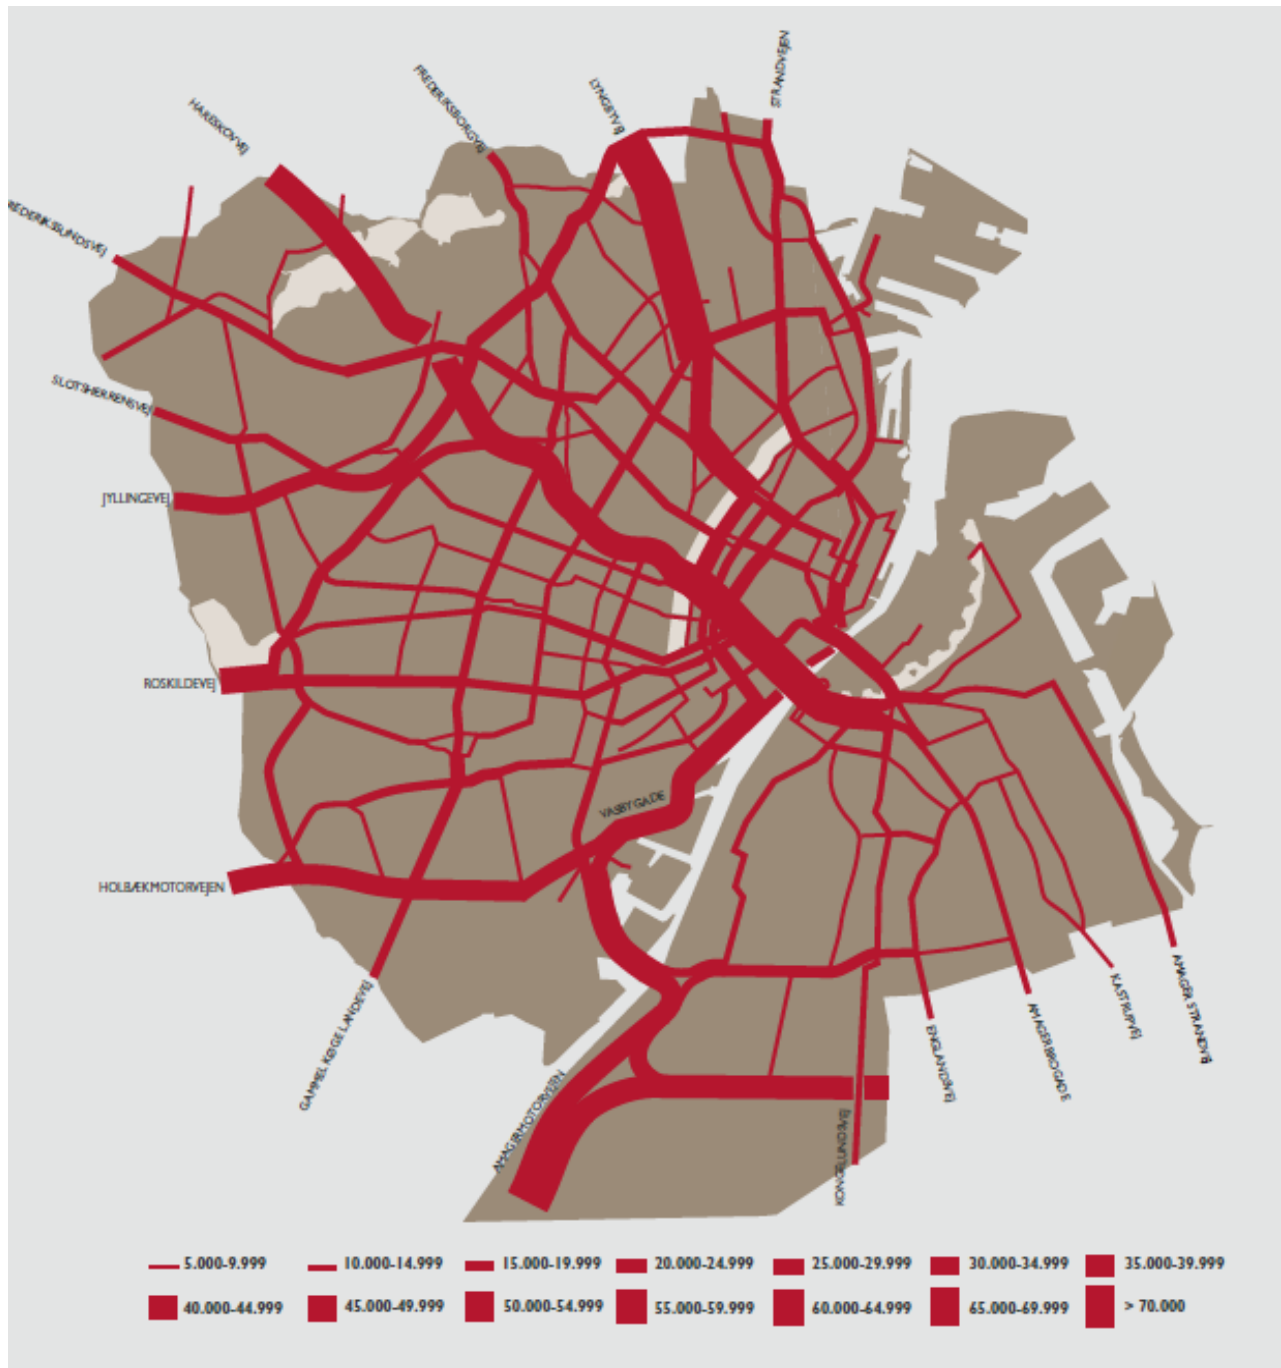 STRANDVEJEN
FREDERIKSBORGVEJ
LYNGBYVEJ
HARESKOVVEJ
REDERIKSSUNDSVEJ
SLOTSHERRENSVEJ
JYLLINGEVEJ
ROSKILDEVEJ
VASBYGADE
HOLBÆKMOTORVEJEN
GAMMEL KØGE LANDEVEJ
AMAGERMOTORVEJEN
KONGELUNDSVEJ
ENGLANDSVEJ
AMAGERBROGADE
KASTRUPVEJ
AMAGER STRANDVEJ
5.000-9.999 10.000-14.999 15.000-19.999 20.000-24.999 25.000-29.999 30.000-34.999 35.000-39.999
40.000-44.999 45.000-49.999 50.000-54.999 55.000-59.999 60.000-64.999 65.000-69.999 > 70.000